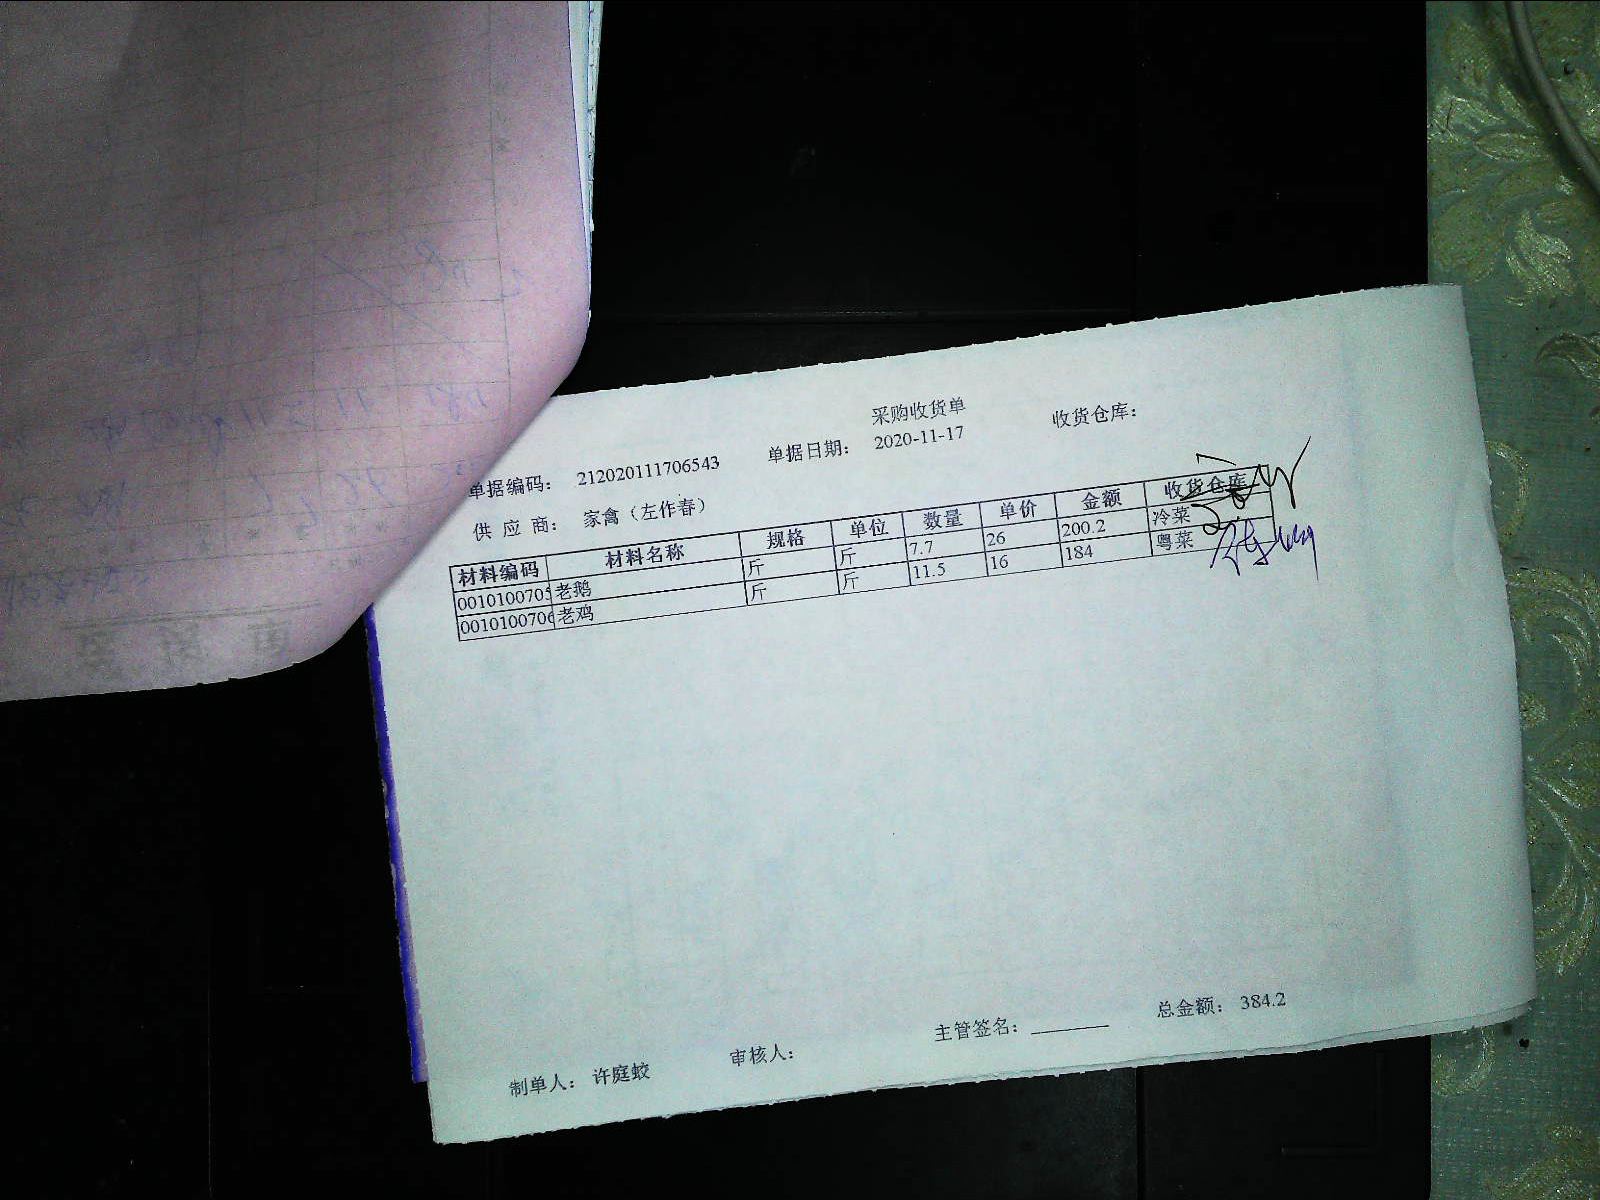 采购收货单
单据编码： 212020111706543 单据日期： 2020-11-17 收货仓库：
供 应 商： 家禽（左作春）
材料编码 材料名称 规格 单位 数量 单价 金额 收货仓库
0010100705 老鹅 斤 斤 7.7 26 200.2 冷菜
0010100706 老鸡 斤 斤 11.5 16 184 粤菜
制单人： 许庭蛟 审核人： 主管签名： 总金额： 384.2